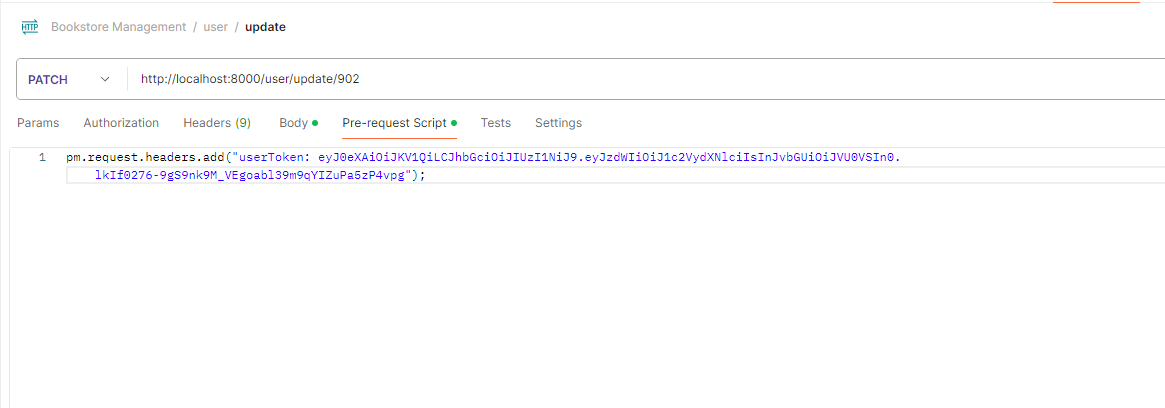 HTTP Bookstore Management / user / update
PATCH http://localhost:8000/user/update/902
Params Authorization Headers (9) Body Pre-request Script Tests Settings
1 pm.request.headers.add("userToken: eyJ0eXAiOiJKV1QiLCJhbGciOiJIUzI1NiJ9.eyJzdWIiOiJ1c2VydXNlciIsInJvbGUiOiJVU0VSIn0.
lkIf0276-9gS9nk9M_VEgoabl39m9qYIZuPa5zP4vpg");